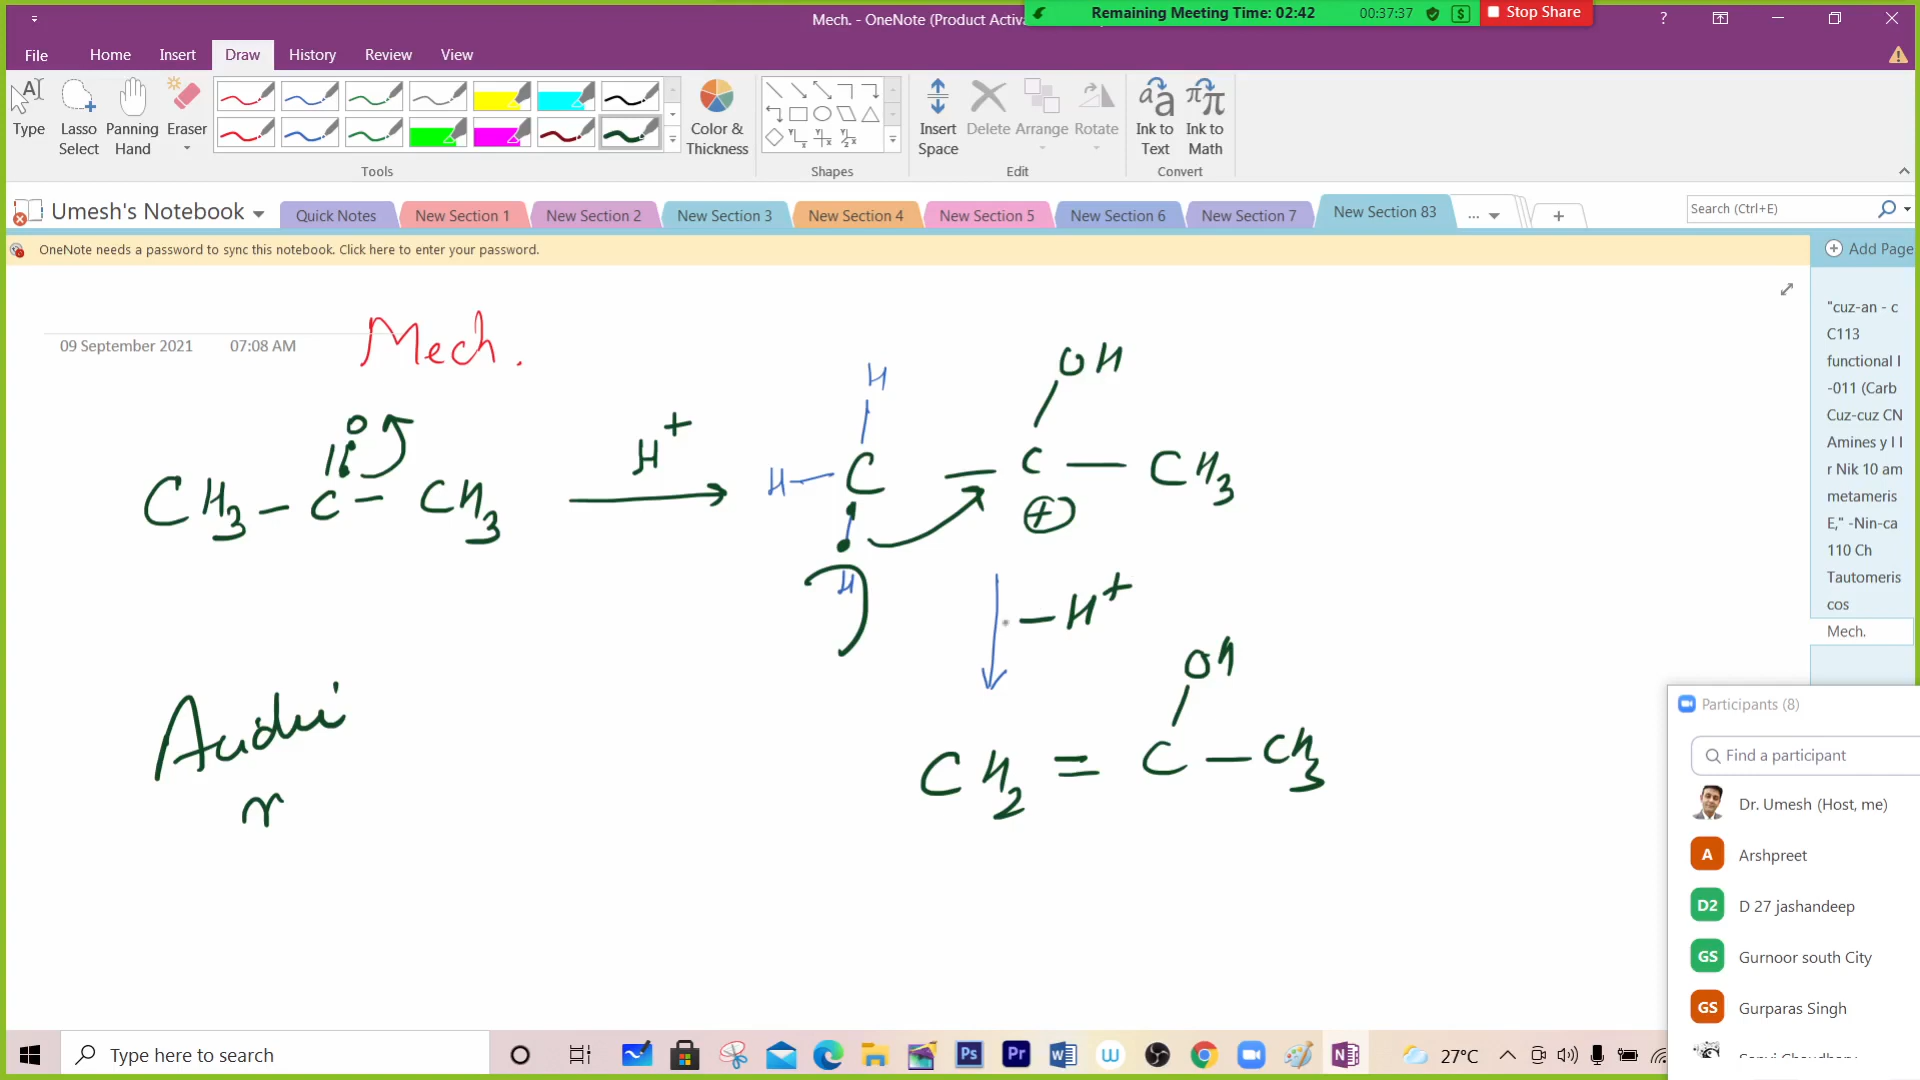 Mech. - OneNote (Product Activa
Remaining Meeting Time: 02:42
00:37:37
Stop Share
?
File
Home
Insert
Draw
History
Review
View
Type
Lasso Select
Panning Hand
Eraser
Color & Thickness
Insert Space
Delete
Arrange
Rotate
Ink to Text
Ink to Math
Tools
Shapes
Edit
Convert
Umesh's Notebook
Quick Notes
New Section 1
New Section 2
New Section 3
New Section 4
New Section 5
New Section 6
New Section 7
New Section 83
...
Search (Ctrl+E)
OneNote needs a password to sync this notebook. Click here to enter your password.
Add Page
"cuz-an - c
C113
functional I
-011 (Carb
Cuz-cuz CN
Amines y I I
r Nik 10 am
metameris
E," -Nin-ca
110 Ch
Tautomeris
cos
Mech.
09 September 2021
07:08 AM
Mech.
O
CH3 - C - CH3
H+
H
H - C - C - CH3
OH
+
H
- H+
OH
CH2 = C - CH3
Participants (8)
Find a participant
Dr. Umesh (Host, me)
A
Arshpreet
D2
D 27 jashandeep
GS
Gurnoor south City
GS
Gurparas Singh
Type here to search
27°C